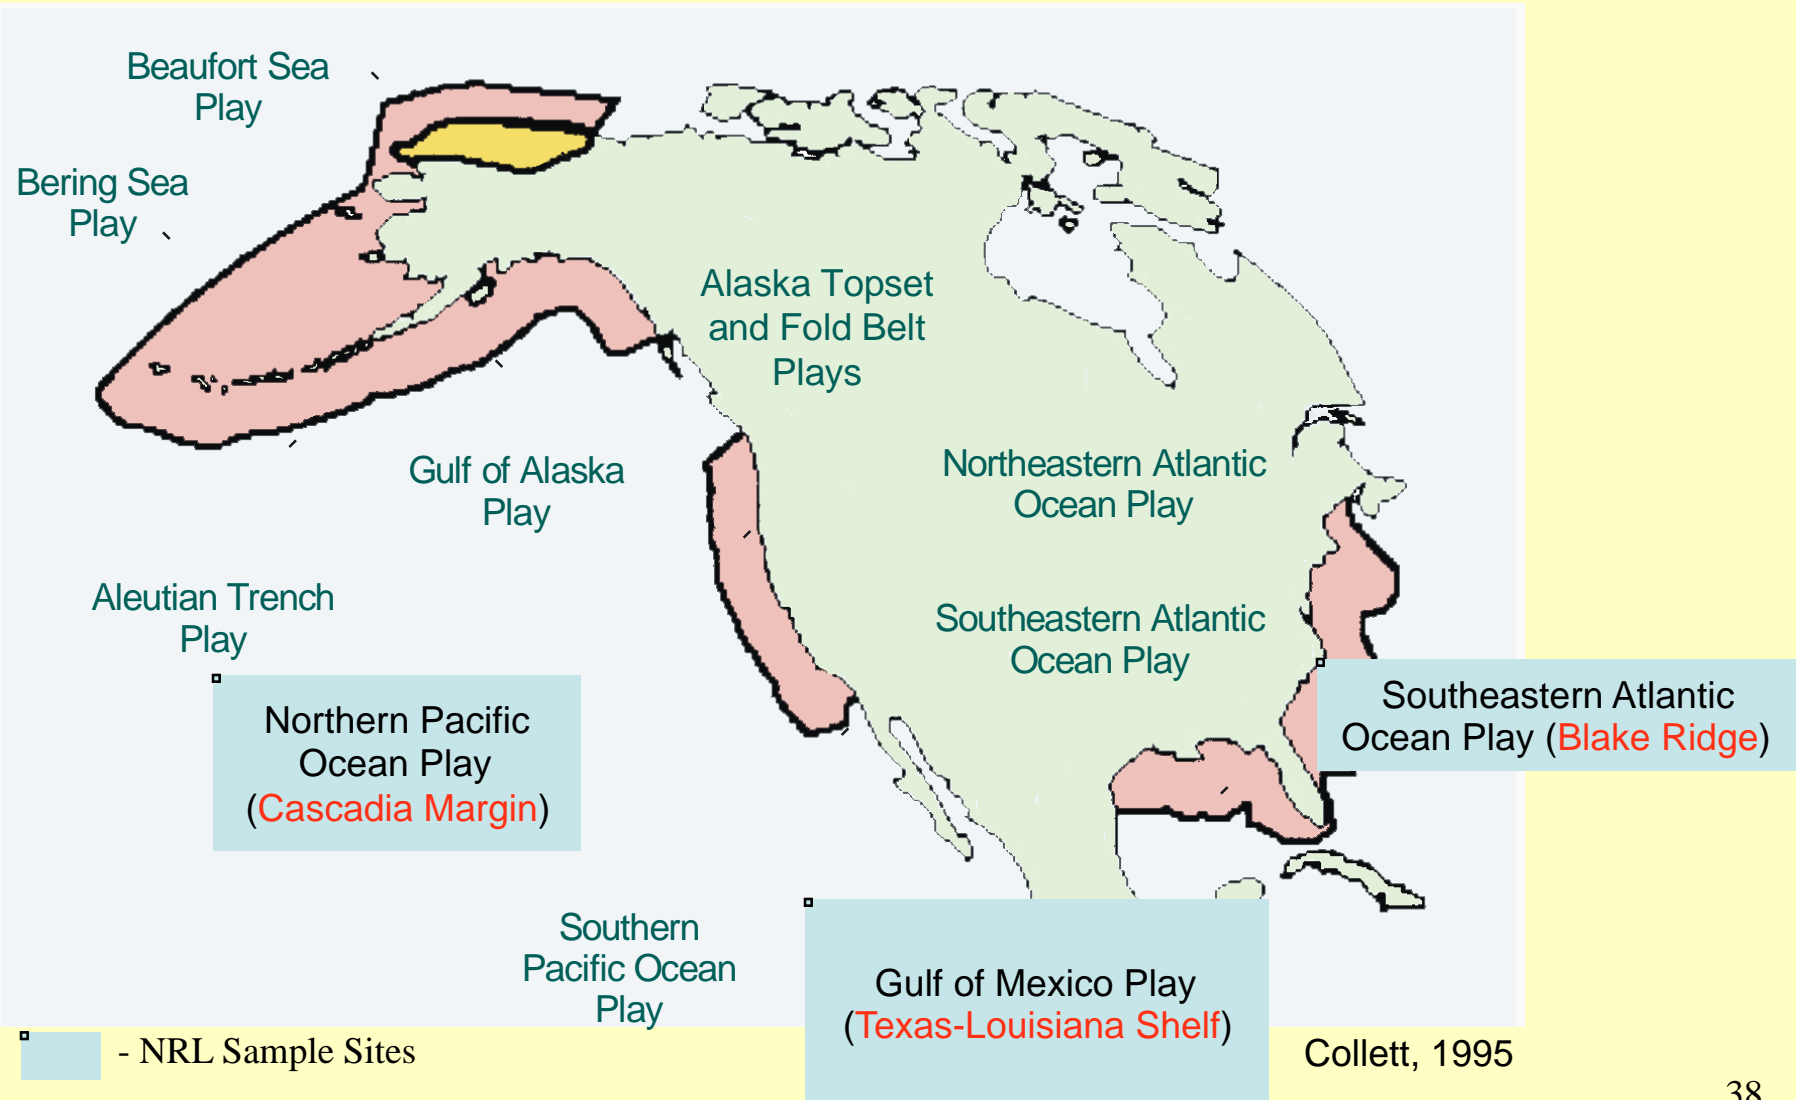 Beaufort Sea
Play
Bering Sea
Play
Alaska Topset
and Fold Belt
Plays
Gulf of Alaska
Play
Northeastern Atlantic
Ocean Play
Aleutian Trench
Play
Southeastern Atlantic
Ocean Play
Northern Pacific
Ocean Play
(Cascadia Margin)
Southeastern Atlantic
Ocean Play (Blake Ridge)
Southern
Pacific Ocean
Play
Gulf of Mexico Play
(Texas-Louisiana Shelf)
- NRL Sample Sites
Collett, 1995
38